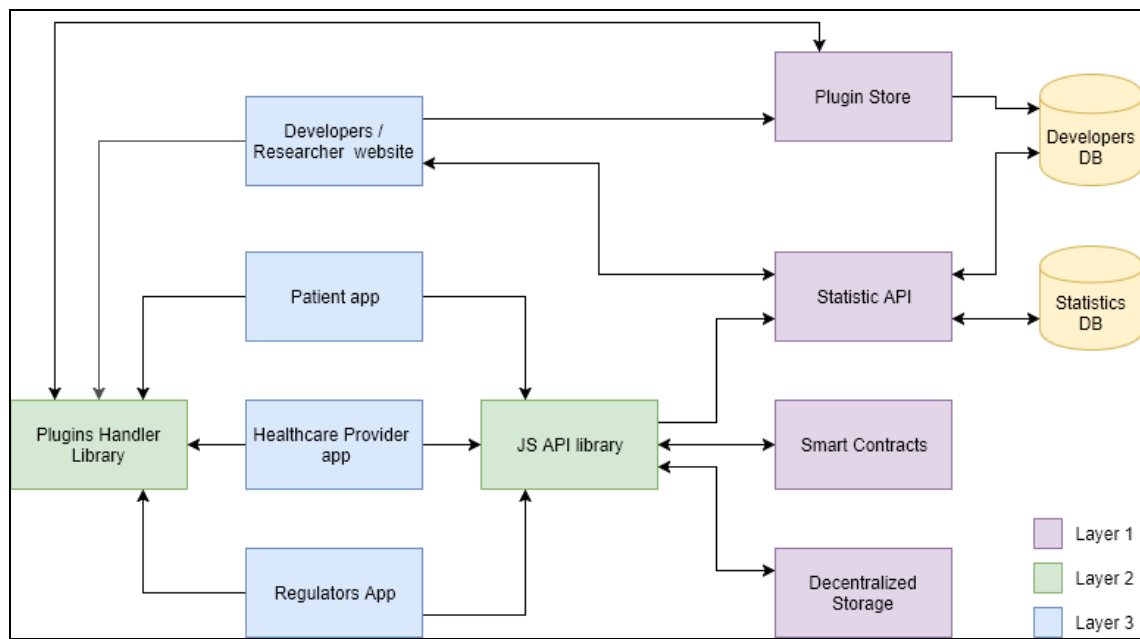 Plugin Store
Developers /
Researcher website
Developers
DB
Patient app
Statistic API
Statistics
DB
Plugins Handler
Library
Healthcare Provider
app
JS API library
Smart Contracts
Regulators App
Decentralized
Storage
Layer 1
Layer 2
Layer 3